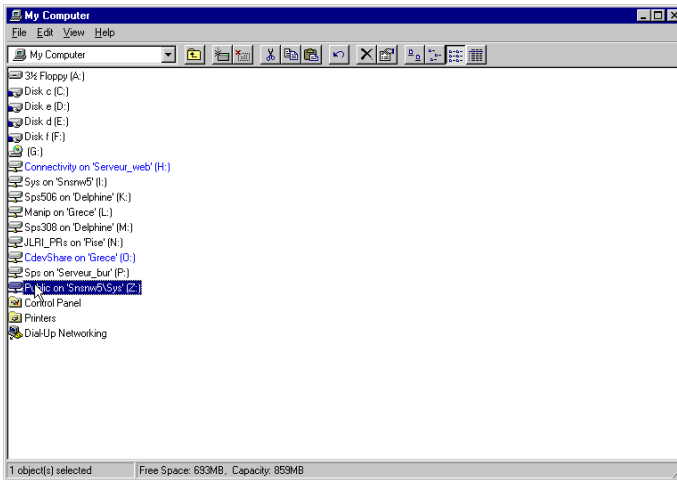 My Computer
File Edit View Help
My Computer
3½ Floppy (A:)
Disk c (C:)
Disk e (D:)
Disk d (E:)
Disk f (F:)
(G:)
Connectivity on 'Serveur_web' (H:)
Sys on 'Snsnw5' (I:)
Sps506 on 'Delphine' (K:)
Manip on 'Grece' (L:)
Sps308 on 'Delphine' (M:)
JLRI_PRs on 'Pise' (N:)
CdevShare on 'Grece' (O:)
Sps on 'Serveur_bur' (P:)
Public on 'Snsnw5\Sys' (Z:)
Control Panel
Printers
Dial-Up Networking
1 object(s) selected Free Space: 693MB, Capacity: 859MB